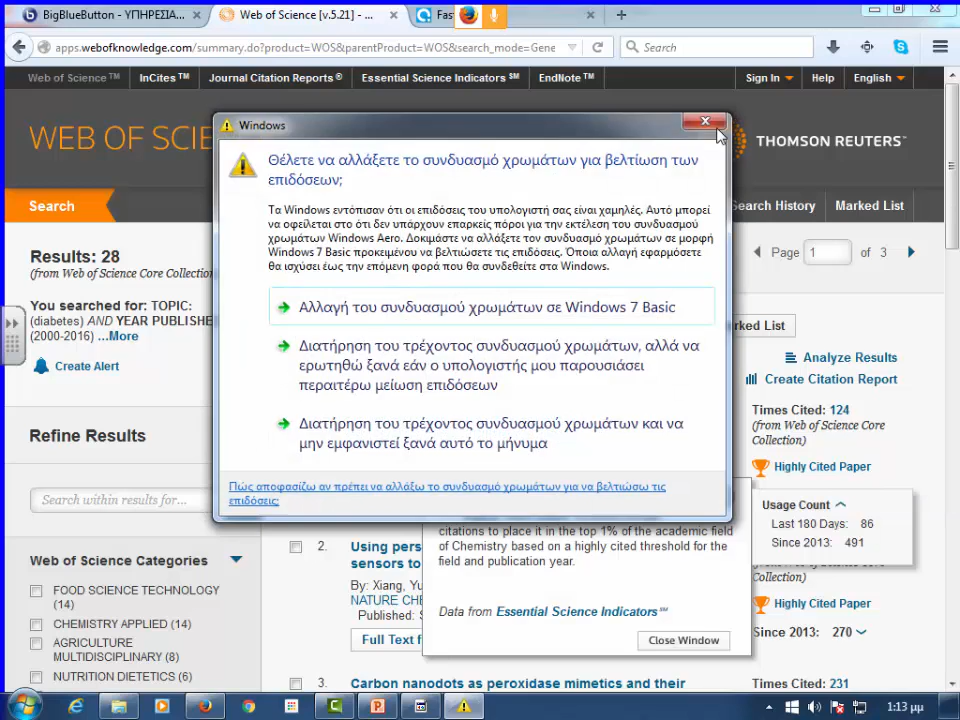 BigBlueButton - ΥΠΗΡΕΣΙΑ...
Web of Science [v.5.21] - ...
Fas
apps.webofknowledge.com/summary.do?product=WOS&parentProduct=WOS&search_mode=Gene
Search
Web of Science™
InCites™
Journal Citation Reports®
Essential Science Indicators℠
EndNote™
Sign In
Help
English
WEB OF SCIE
THOMSON REUTERS™
Search
Search History
Marked List
Results: 28
(from Web of Science Core Collection
You searched for: TOPIC:
(diabetes) AND YEAR PUBLISHE
(2000-2016) ...More
Create Alert
Page 1 of 3
Windows
Θέλετε να αλλάξετε το συνδυασμό χρωμάτων για βελτίωση των
επιδόσεων;
Τα Windows εντόπισαν ότι οι επιδόσεις του υπολογιστή σας είναι χαμηλές. Αυτό μπορεί
να οφείλεται στο ότι δεν υπάρχουν επαρκείς πόροι για την εκτέλεση του συνδυασμού
χρωμάτων Windows Aero. Δοκιμάστε να αλλάξετε τον συνδυασμό χρωμάτων σε μορφή
Windows 7 Basic προκειμένου να βελτιώσετε τις επιδόσεις. Όποια αλλαγή εφαρμόσετε
θα ισχύσει έως την επόμενη φορά που θα συνδεθείτε στα Windows.
Αλλαγή του συνδυασμού χρωμάτων σε Windows 7 Basic
Διατήρηση του τρέχοντος συνδυασμού χρωμάτων, αλλά να
ερωτηθώ ξανά εάν ο υπολογιστής μου παρουσιάσει
περαιτέρω μείωση επιδόσεων
Διατήρηση του τρέχοντος συνδυασμού χρωμάτων και να
μην εμφανιστεί ξανά αυτό το μήνυμα
Πώς αποφασίζω αν πρέπει να αλλάξω το συνδυασμό χρωμάτων για να βελτιώσω τις
επιδόσεις;
rked List
Analyze Results
Create Citation Report
Times Cited: 124
(from Web of Science Core
Collection)
Highly Cited Paper
Usage Count
Last 180 Days: 86
Since 2013: 491
Collection)
Highly Cited Paper
Since 2013: 270
Times Cited: 231
Refine Results
Search within results for...
Web of Science Categories
FOOD SCIENCE TECHNOLOGY
(14)
CHEMISTRY APPLIED (14)
AGRICULTURE
MULTIDISCIPLINARY (8)
NUTRITION DIETETICS (6)
2.
Using pers
sensors to
By: Xiang, Yu
NATURE CHE
Published: S
Full Text f
citations to place it in the top 1% of the academic field
of Chemistry based on a highly cited threshold for the
field and publication year.
Data from Essential Science Indicators℠
Close Window
3.
Carbon nanodots as peroxidase mimetics and their
1:13 μμ